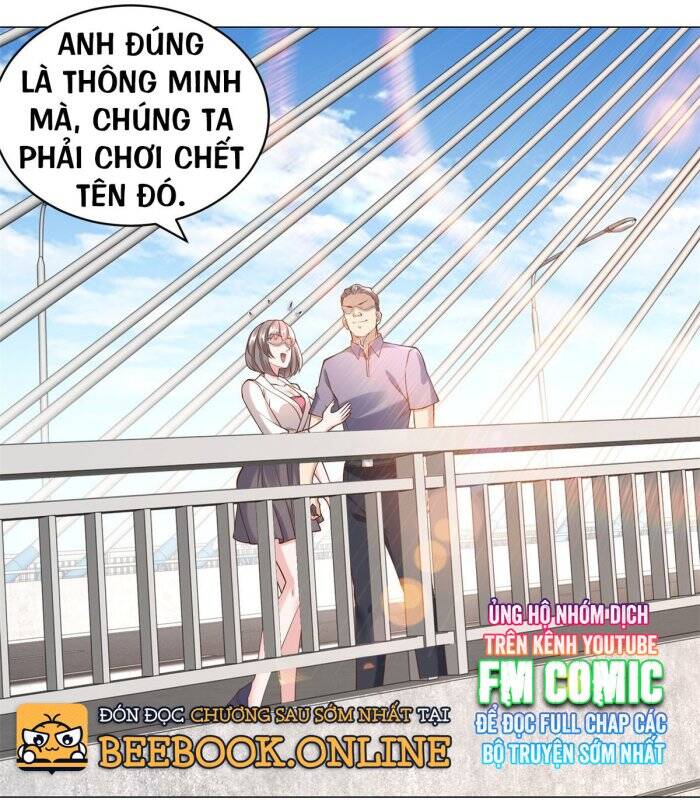 ANH ĐÚNG
LÀ THÔNG MINH
MÀ, CHÚNG TA
PHẢI CHƠI CHẾT
TÊN ĐÓ.
ỦNG HỘ NHÓM DỊCH
TRÊN KÊNH YOUTUBE
FM COMIC
ĐỂ ĐỌC FULL CHAP CÁC
BỘ TRUYỆN SỚM NHẤT
ĐÓN ĐỌC CHƯƠNG SAU SỚM NHẤT TẠI
BEEBOOK.ONLINE